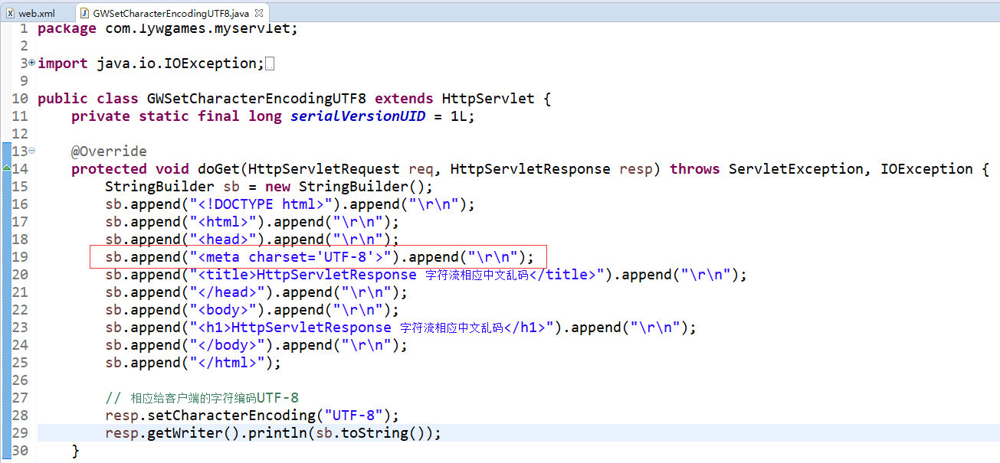 web.xml GWSetCharacterEncodingUTF8.java
1 package com.lywgames.myservlet;
2
3 import java.io.IOException;
9
10 public class GWSetCharacterEncodingUTF8 extends HttpServlet {
11     private static final long serialVersionUID = 1L;
12
13     @Override
14     protected void doGet(HttpServletRequest req, HttpServletResponse resp) throws ServletException, IOException {
15         StringBuilder sb = new StringBuilder();
16         sb.append("<!DOCTYPE html>").append("\r\n");
17         sb.append("<html>").append("\r\n");
18         sb.append("<head>").append("\r\n");
19         sb.append("<meta charset='UTF-8'>").append("\r\n");
20         sb.append("<title>HttpServletResponse 字符流相应中文乱码</title>").append("\r\n");
21         sb.append("</head>").append("\r\n");
22         sb.append("<body>").append("\r\n");
23         sb.append("<h1>HttpServletResponse 字符流相应中文乱码</h1>").append("\r\n");
24         sb.append("</body>").append("\r\n");
25         sb.append("</html>");
26
27         // 相应给客户端的字符编码UTF-8
28         resp.setCharacterEncoding("UTF-8");
29         resp.getWriter().println(sb.toString());
30     }